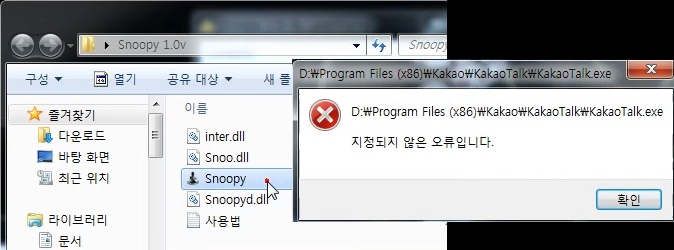 Snoopy 1.0v
Snoopy
구성
열기
공유 대상
새 폴
즐겨찾기
다운로드
바탕 화면
최근 위치
라이브러리
문서
이름
inter.dll
Snoo.dll
Snoopy
Snoopyd.dll
사용법
D:\Program Files (x86)\Kakao\KakaoTalk\KakaoTalk.exe
D:\Program Files (x86)\Kakao\KakaoTalk\KakaoTalk.exe
지정되지 않은 오류입니다.
확인